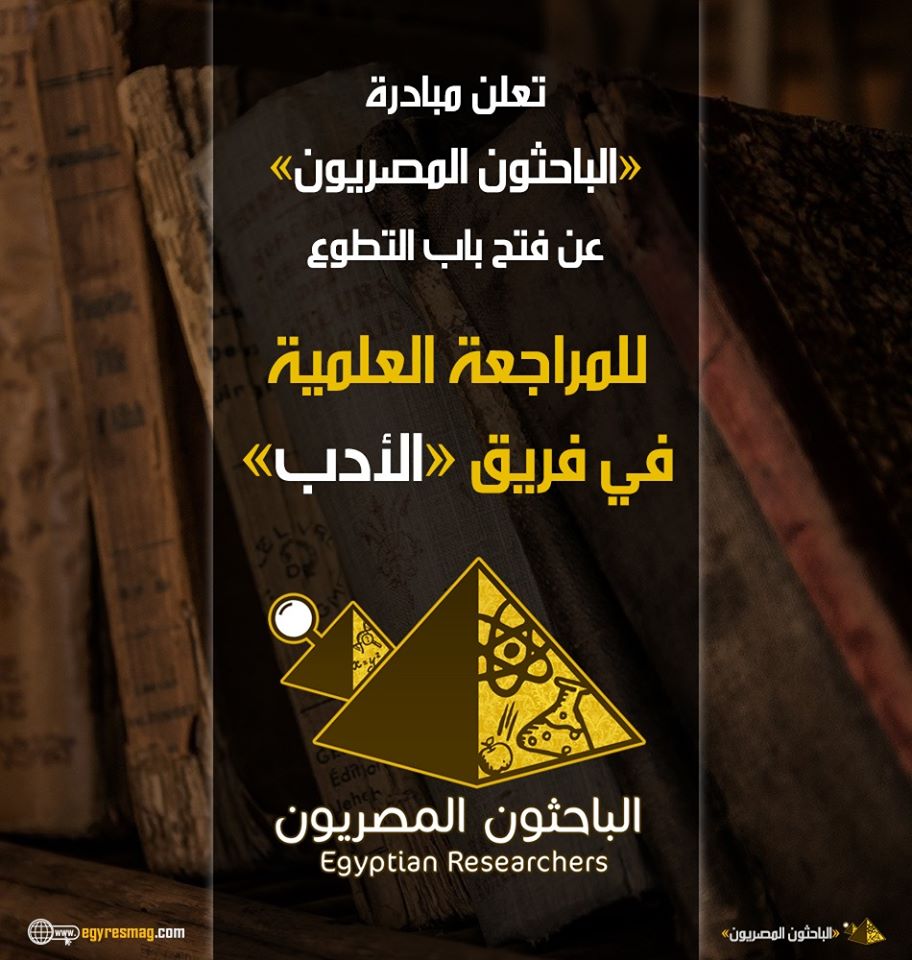 تعلن مبادرة
«الباحثون المصريون»
عن فتح باب التطوع
للمراجعة العلمية
في فريق «الأدب»
الباحثون المصريون
Egyptian Researchers
www. egyresmag.com
«الباحثون المصريون»